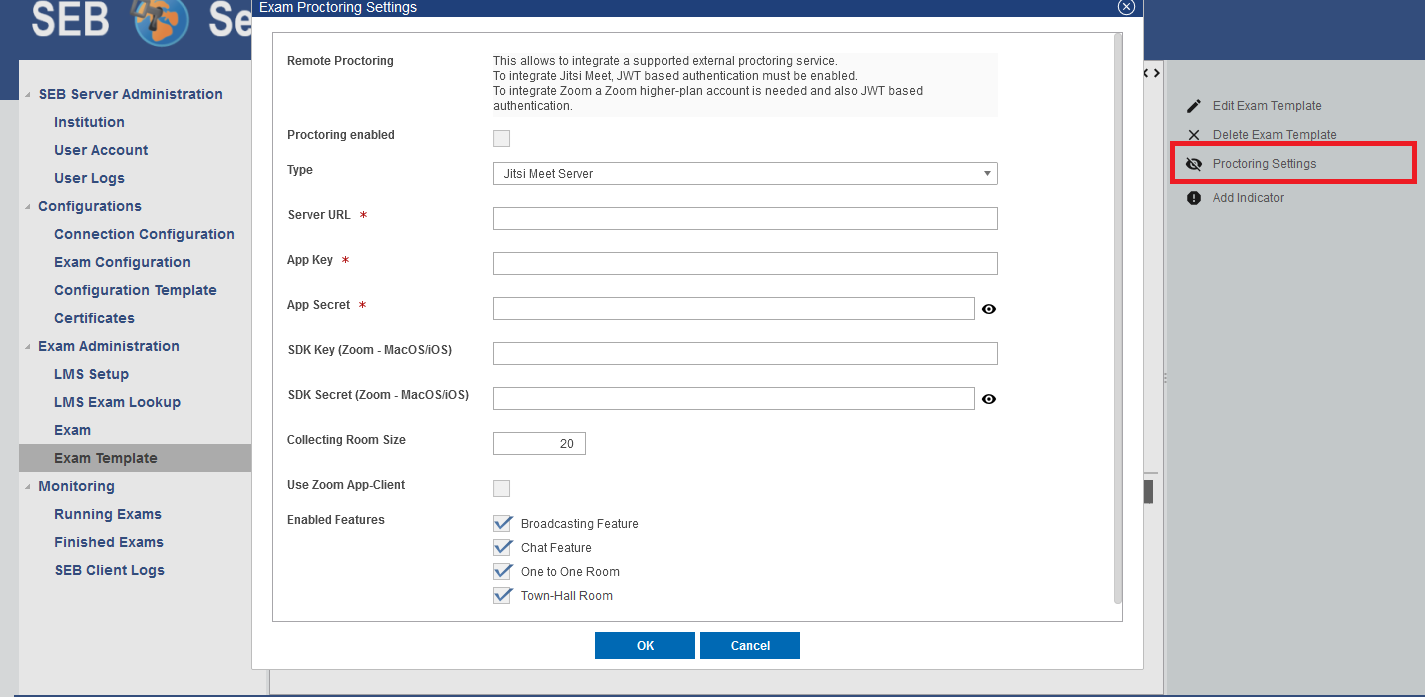 SEB Se
SEB Server Administration
Institution
User Account
User Logs
Configurations
Connection Configuration
Exam Configuration
Configuration Template
Certificates
Exam Administration
LMS Setup
LMS Exam Lookup
Exam
Exam Template
Monitoring
Running Exams
Finished Exams
SEB Client Logs
Exam Proctoring Settings
Remote Proctoring
This allows to integrate a supported external proctoring service.
To integrate Jitsi Meet, JWT based authentication must be enabled.
To integrate Zoom a Zoom higher-plan account is needed and also JWT based
authentication.
Proctoring enabled
Type
Jitsi Meet Server
Server URL *
App Key *
App Secret *
SDK Key (Zoom - MacOS/iOS)
SDK Secret (Zoom - MacOS/iOS)
Collecting Room Size
20
Use Zoom App-Client
Enabled Features
Broadcasting Feature
Chat Feature
One to One Room
Town-Hall Room
OK
Cancel
Edit Exam Template
Delete Exam Template
Proctoring Settings
Add Indicator